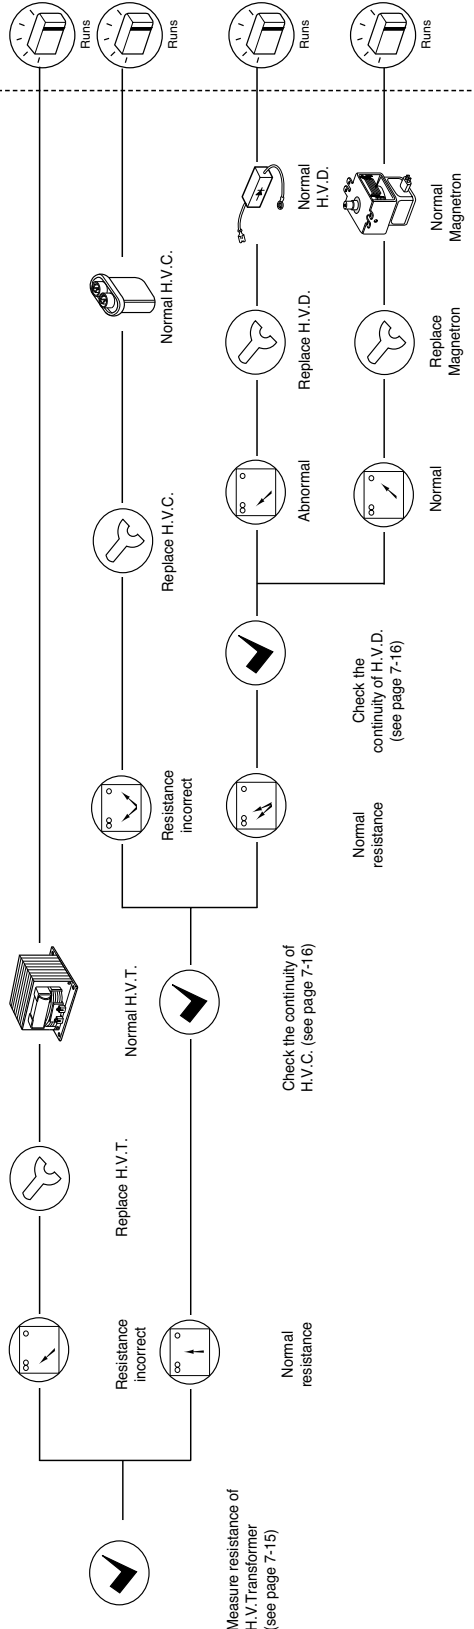 Measure resistance of
H.V.Transformer
(see page 7-15)
Resistance
incorrect
Replace H.V.T.
Normal H.V.T.
Runs
Normal
resistance
Check the continuity of
H.V.C. (see page 7-16)
Resistance
incorrect
Replace H.V.C.
Normal H.V.C.
Runs
Normal
resistance
Check the
continuity of H.V.D.
(see page 7-16)
Abnormal
Replace H.V.D.
Normal
H.V.D.
Runs
Normal
Replace
Magnetron
Normal
Magnetron
Runs